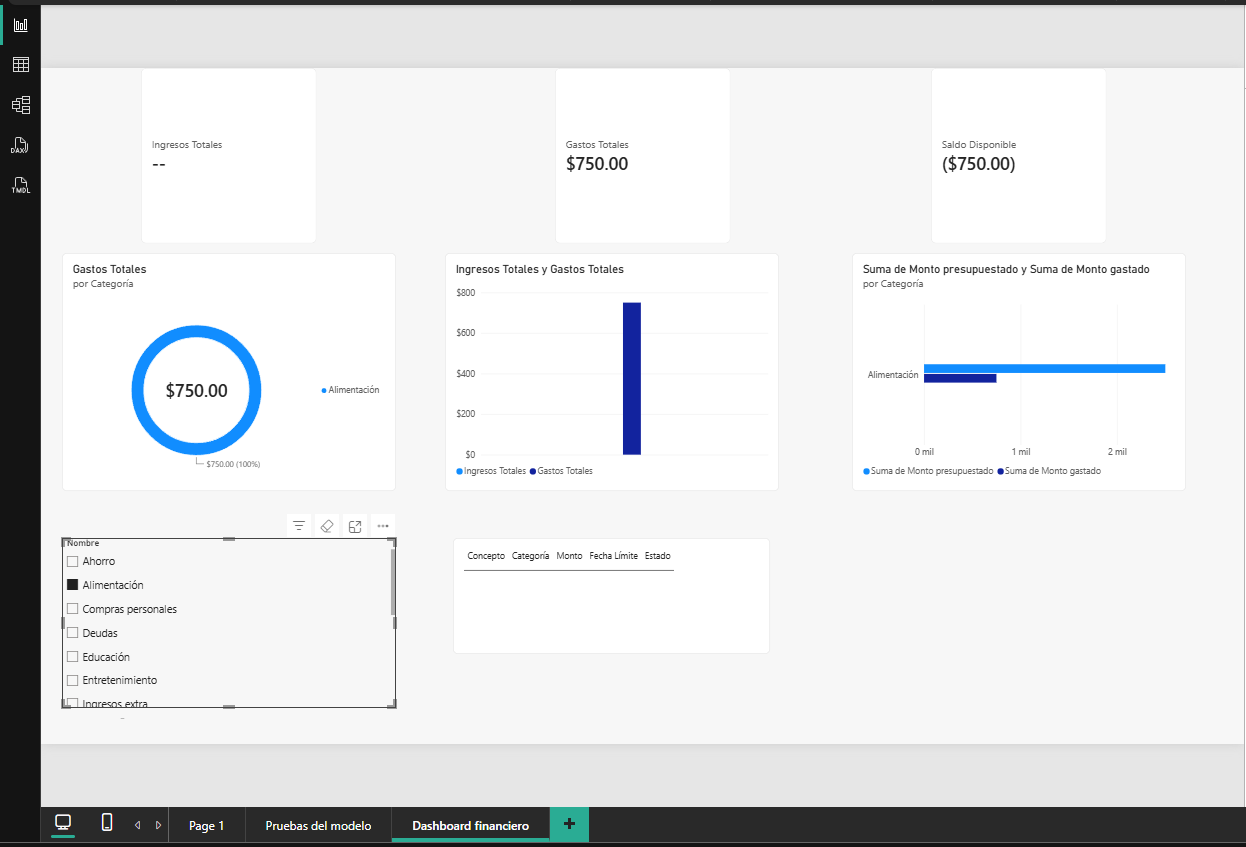 DAX
TMDL
Ingresos Totales
--
Gastos Totales
$750.00
Saldo Disponible
($750.00)
Gastos Totales
por Categoría
$750.00
Alimentación
$750.00 (100%)
Ingresos Totales y Gastos Totales
$800
$600
$400
$200
$0
Ingresos Totales Gastos Totales
Suma de Monto presupuestado y Suma de Monto gastado
por Categoría
Alimentación
0 mil 1 mil 2 mil
Suma de Monto presupuestado Suma de Monto gastado
Nombre
Ahorro
Alimentación
Compras personales
Deudas
Educación
Entretenimiento
Ingresos extra
Concepto Categoría Monto Fecha Límite Estado
Page 1 Pruebas del modelo Dashboard financiero